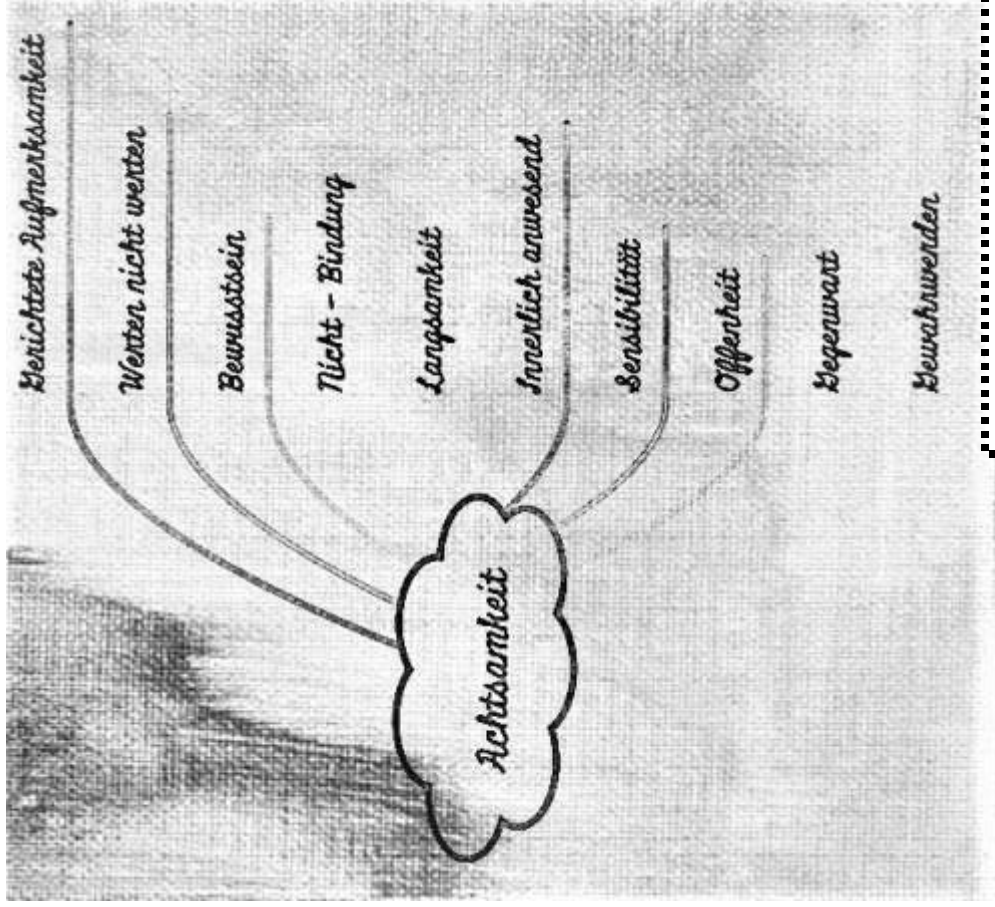 Achtsamkeit
Gerichtete Aufmerksamkeit
Werten nicht werten
Bewusstsein
Nicht - Bindung
Langsamkeit
Innerlich anwesend
Sensibilität
Offenheit
Gegenwart
Gewahrwerden